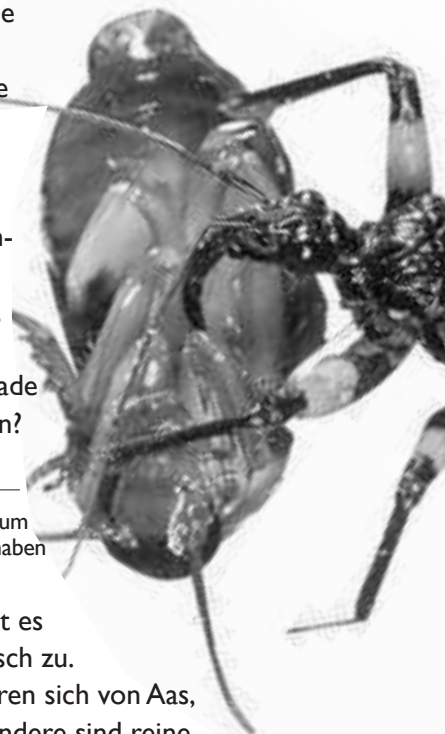 e
e
n-
ade
n?
um
haben
t es
sch zu.
ren sich von Aas,
ndere sind reine